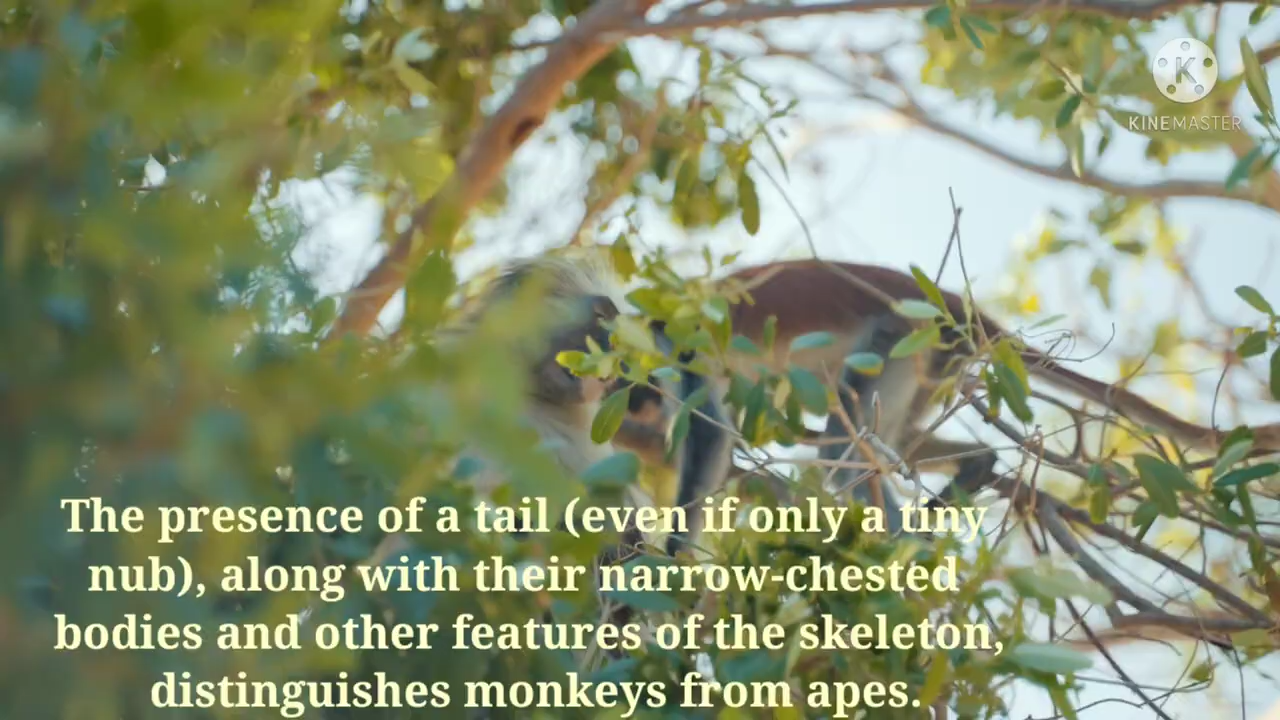 KINEMASTER
The presence of a tail (even if only a tiny
nub), along with their narrow-chested
bodies and other features of the skeleton,
distinguishes monkeys from apes.